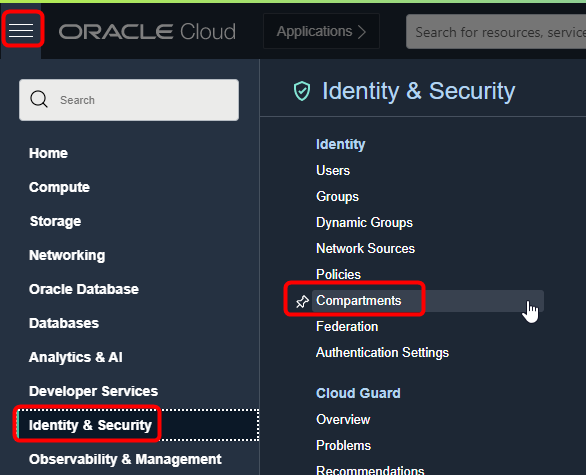 ORACLE Cloud
Applications
Search for resources, service
Search
Home
Compute
Storage
Networking
Oracle Database
Databases
Analytics & AI
Developer Services
Identity & Security
Observability & Management
Identity & Security
Identity
Users
Groups
Dynamic Groups
Network Sources
Policies
Compartments
Federation
Authentication Settings
Cloud Guard
Overview
Problems
Recommendations